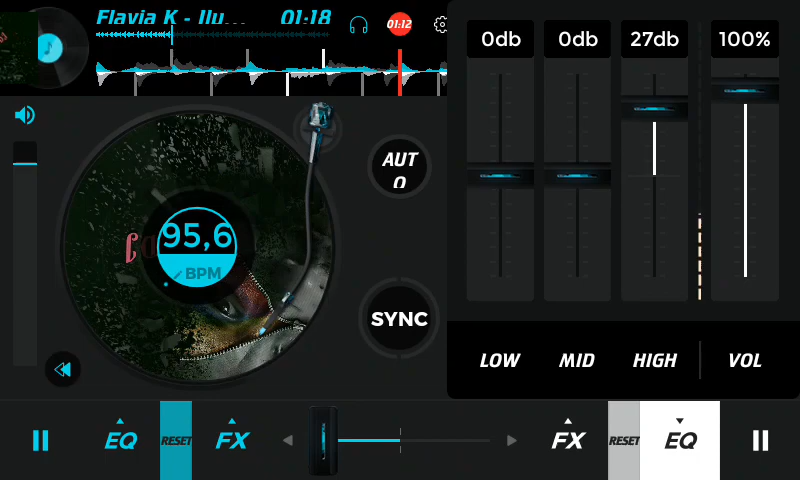 Flavia K - Ilu...
01:18
01:12
0db
0db
27db
100%
AUT
O
95,6
BPM
SYNC
LOW
MID
HIGH
VOL
EQ
RESET
FX
FX
RESET
EQ